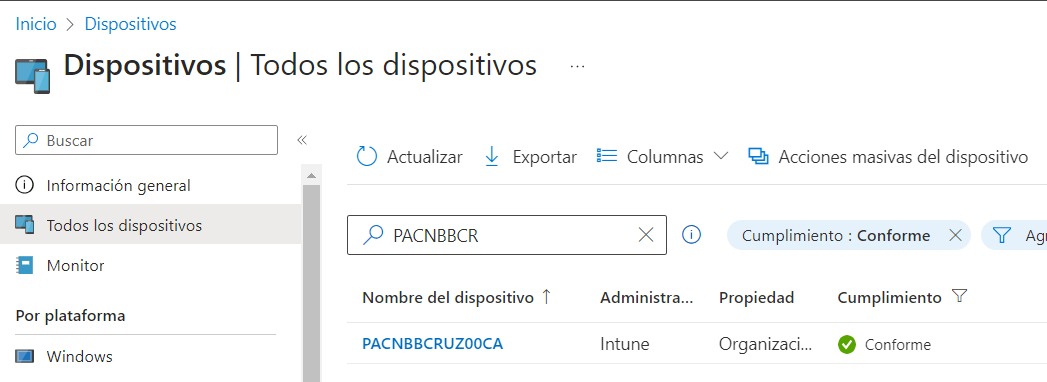 Inicio > Dispositivos
Dispositivos | Todos los dispositivos ...
Buscar «
Información general
Todos los dispositivos
Monitor
Por plataforma
Windows
Actualizar Exportar Columnas Acciones masivas del dispositivo
PACNBBCR Cumplimiento : Conforme Agr
Nombre del dispositivo ↑ Administra... Propiedad Cumplimiento
PACNBBCRUZ00CA Intune Organizaci... Conforme